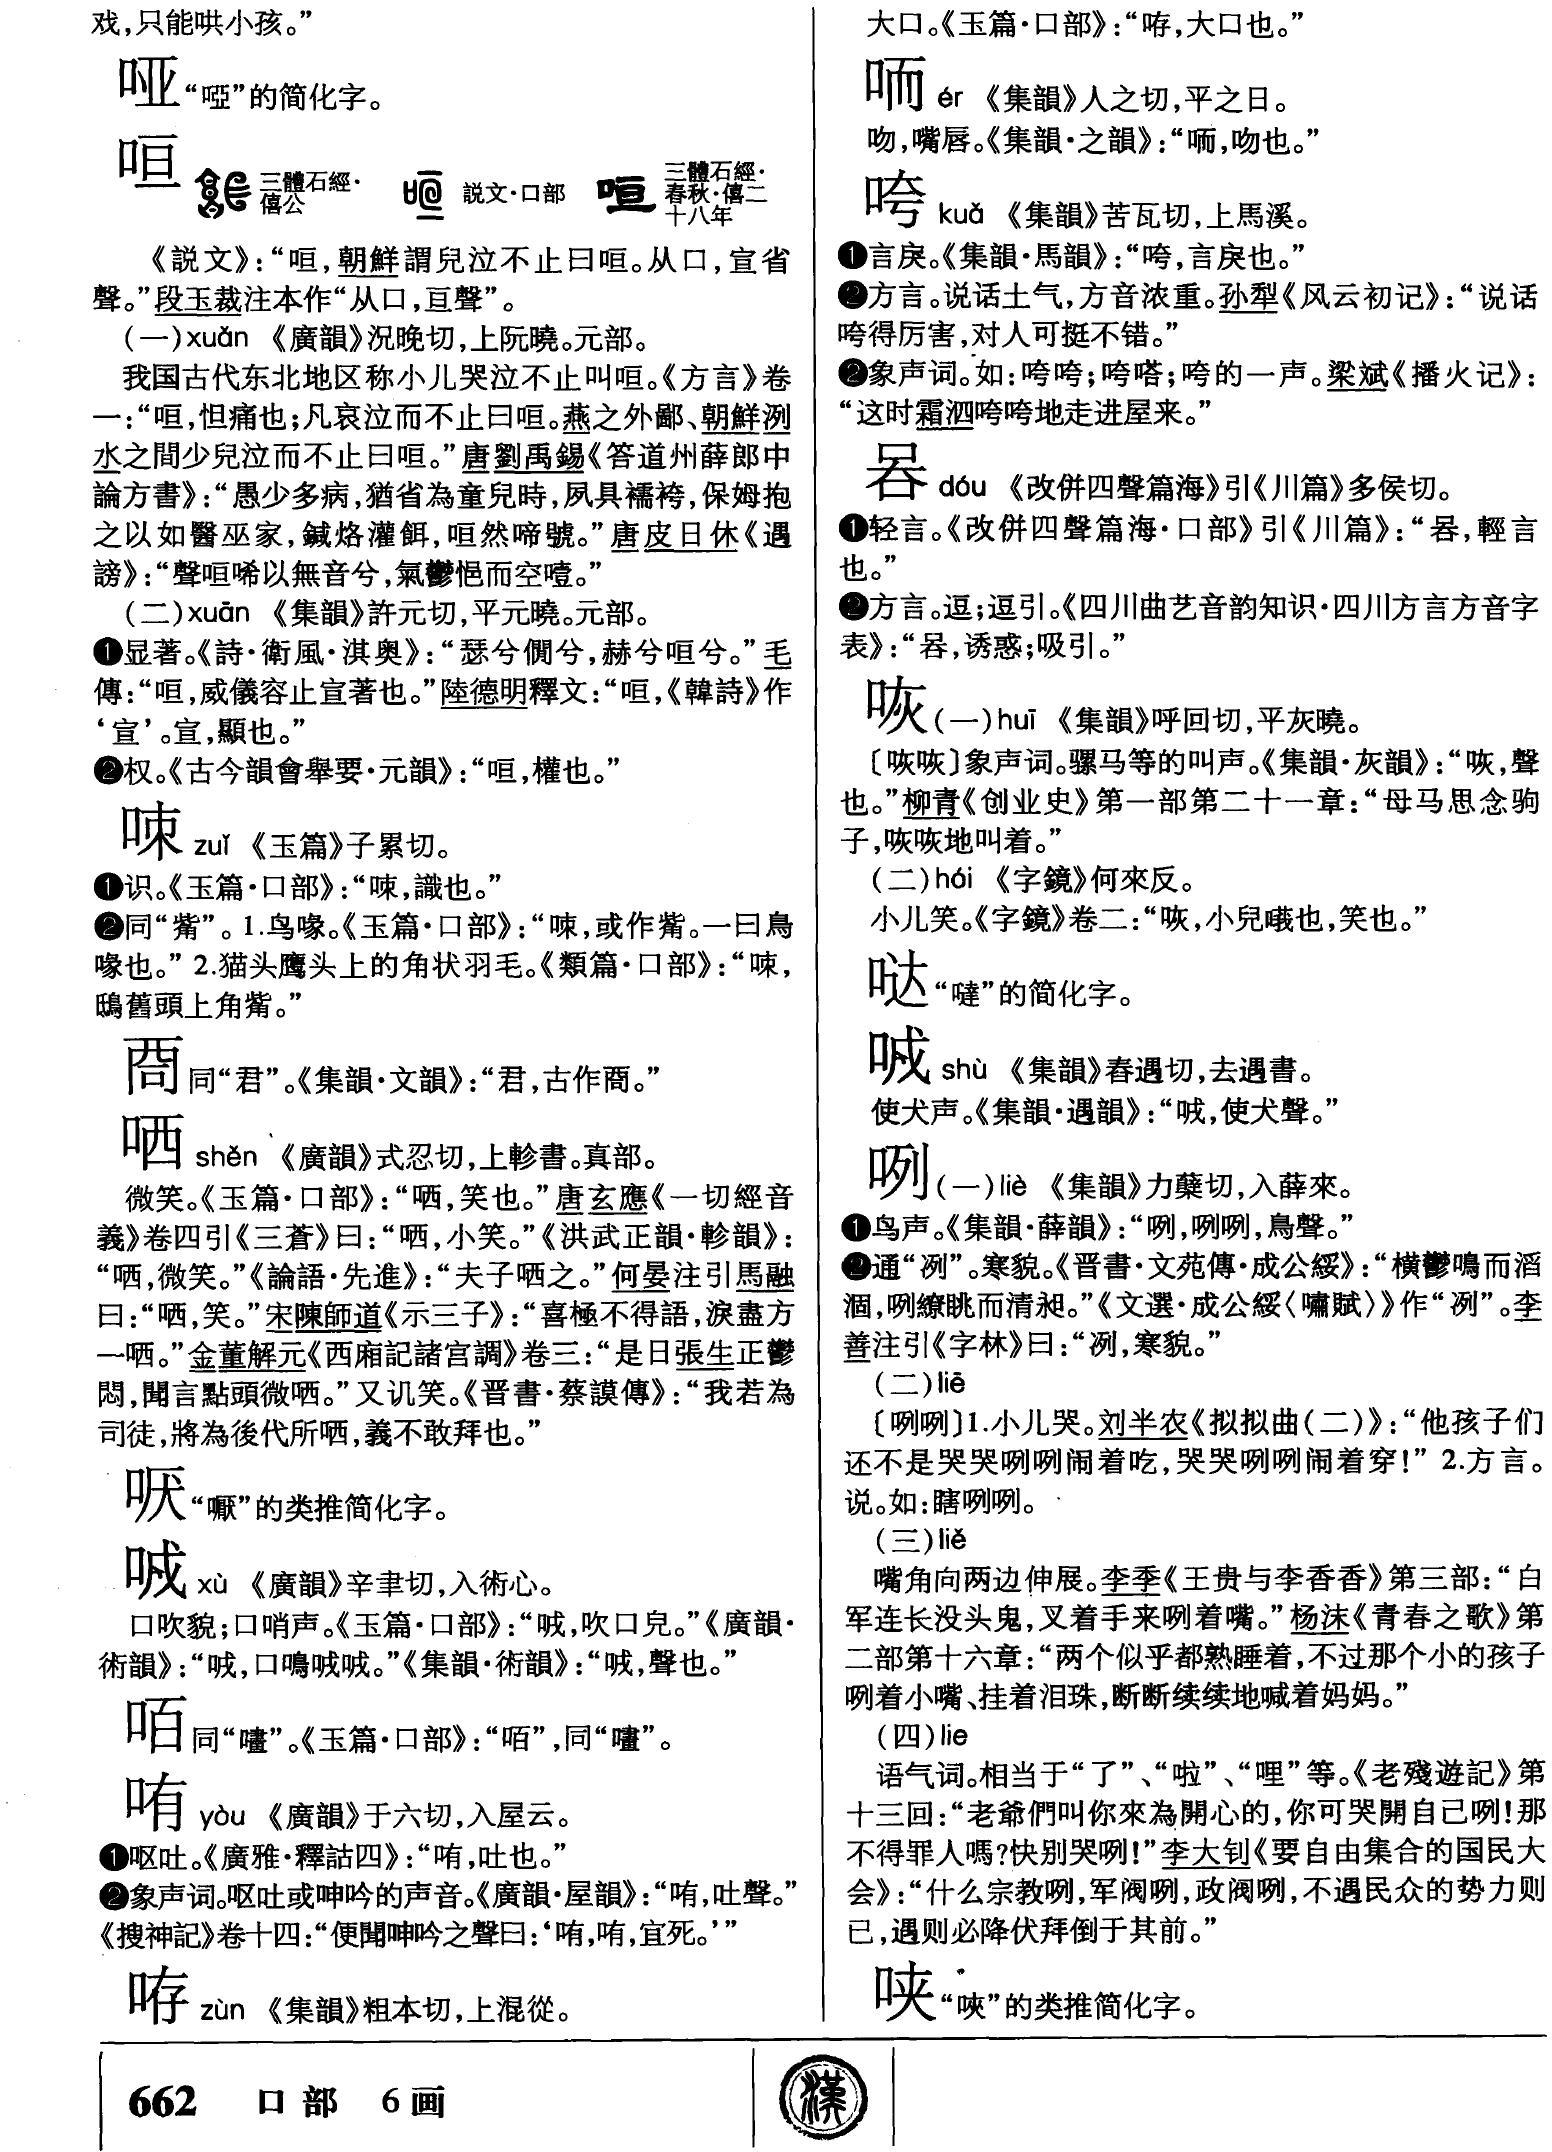 戏，只能哄小孩。”
哑“啞”的简化字。
咺
三體石經·
僖公
説文·口部
三體石經·
春秋·僖二
十八年
《説文》：“咺，朝鮮謂兒泣不止曰咺。从口，宣省
聲。”段玉裁注本作“从口，亘聲”。
(一)xuǎn 《廣韻》況晚切，上阮曉。元部。
我国古代东北地区称小儿哭泣不止叫咺。《方言》卷
一：“咺，怛痛也；凡哀泣而不止曰咺。燕之外鄙、朝鮮洌
水之間少兒泣而不止曰咺。”唐劉禹錫《答道州薛郎中
論方書》：“愚少多病，猶省為童兒時，夙具襦袴，保姆抱
之以如醫巫家，鍼烙灌餌，咺然啼號。”唐皮日休《遇
謗》：“聲咺唏以無音兮，氣鬱悒而空噎。”
(二)xuān 《集韻》許元切，平元曉。元部。
❶显著。《詩·衛風·淇奥》：“瑟兮僩兮，赫兮咺兮。”毛
傳：“咺，威儀容止宣著也。”陸德明釋文：“咺，《韓詩》作
‘宣’。宣，顯也。”
❷权。《古今韻會舉要·元韻》：“咺，權也。”
㖩 zuǐ 《玉篇》子累切。
❶识。《玉篇·口部》：“㖩，識也。”
❷同“觜”。1.鸟喙。《玉篇·口部》：“㖩，或作觜。一曰鳥
喙也。”2.猫头鹰头上的角状羽毛。《類篇·口部》：“㖩，
鴟舊頭上角觜。”
同“君”。《集韻·文韻》：“君，古作。”
哂 shěn 《廣韻》式忍切，上軫書。真部。
微笑。《玉篇·口部》：“哂，笑也。”唐玄應《一切經音
義》卷四引《三蒼》曰：“哂，小笑。”《洪武正韻·軫韻》：
“哂，微笑。”《論語·先進》：“夫子哂之。”何晏注引馬融
曰：“哂，笑。”宋陳師道《示三子》：“喜極不得語，淚盡方
一哂。”金董解元《西廂記諸宫調》卷三：“是日張生正鬱
悶，聞言點頭微哂。”又讥笑。《晋書·蔡謨傳》：“我若為
司徒，將為後代所哂，義不敢拜也。”
“嘕”的类推简化字。
㖅 xù 《廣韻》辛聿切，入術心。
口吹貌；口哨声。《玉篇·口部》：“㖅，吹口皃。”《廣韻·
術韻》：“㖅，口鳴㖅㖅。”《集韻·術韻》：“㖅，聲也。”
咟同“嚍”。《玉篇·口部》：“咟”，同“嚍”。
哊 yòu 《廣韻》于六切，入屋云。
❶呕吐。《廣雅·釋詁四》：“哊，吐也。”
❷象声词。呕吐或呻吟的声音。《廣韻·屋韻》：“哊，吐聲。”
《搜神記》卷十四：“便聞呻吟之聲曰：‘哊，哊，宜死。’”
㖑 zùn 《集韻》粗本切，上混從。
大口。《玉篇·口部》：“㖑，大口也。”
咡 ér 《集韻》人之切，平之日。
吻，嘴唇。《集韻·之韻》：“，吻也。”
咵 kuǎ 《集韻》苦瓦切，上馬溪。
❶言戾。《集韻·馬韻》：“咵，言戾也。”
❷方言。说话土气，方音浓重。孙犁《风云初记》：“说话
咵得厉害，对人可挺不错。”
❷象声词。如：咵咵；咵嗒；咵的一声。梁斌《播火记》：
“这时霜泗咵咵地走进屋来。”
㖈 dóu 《改併四聲篇海》引《川篇》多侯切。
❶轻言。《改併四聲篇海·口部》引《川篇》：“㖈，輕言
也。”
❷方言。逗；逗引。《四川曲艺音韵知识·四川方言方音字
表》：“㖈，诱惑；吸引。”
咴(一)huī 《集韻》呼回切，平灰曉。
〔咴咴〕象声词。骡马等的叫声。《集韻·灰韻》：“咴，聲
也。”柳青《创业史》第一部第二十一章：“母马思念驹
子，咴咴地叫着。”
(二)hái 《字鏡》何來反。
小儿笑。《字鏡》卷二：“咴，小兒㗂也，笑也。”
哒“噠”的简化字。
㖅 shù 《集韻》舂遇切，去遇書。
使犬声。《集韻·遇韻》：“㖅，使犬聲。”
咧(一)liè 《集韻》力蘖切，入薛來。
❶鸟声。《集韻·薛韻》：“咧，咧咧，鳥聲。”
❷通“冽”。寒貌。《晋書·文苑傳·成公綏》：“横鬱鳴而滔
涸，咧繚眺而清昶。”《文選·成公綏〈嘯賦〉》作“冽”。李
善注引《字林》曰：“冽，寒貌。”
(二)liē
〔咧咧〕1.小儿哭。刘半农《拟拟曲(二)》：“他孩子们
还不是哭哭咧咧闹着吃，哭哭咧咧闹着穿！”2.方言。
说。如：瞎咧咧。
(三)liě
嘴角向两边伸展。李季《王贵与李香香》第三部：“白
军连长没头鬼，叉着手来咧着嘴。”杨沫《青春之歌》第
二部第十六章：“两个似乎都熟睡着，不过那个小的孩子
咧着小嘴、挂着泪珠，断断续续地喊着妈妈。”
(四)lie
语气词。相当于“了”、“啦”、“哩”等。《老殘遊記》第
十三回：“老爺們叫你來為開心的，你可哭開自己咧！那
不得罪人嗎？快别哭咧！”李大钊《要自由集合的国民大
会》：“什么宗教咧，军阀咧，政阀咧，不遇民众的势力则
已，遇则必降伏拜倒于其前。”
“唊”的类推简化字。
662 口部 6画
漢